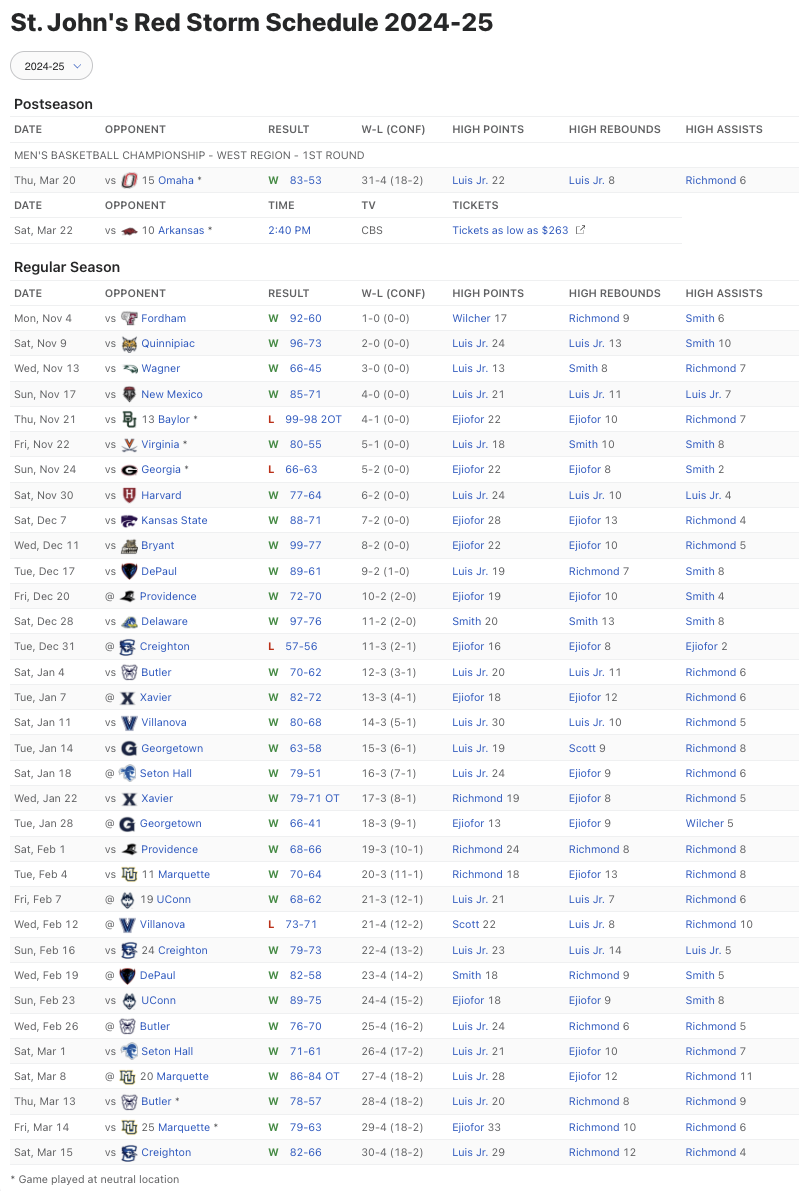 St. John's Red Storm Schedule 2024-25
2024-25
Postseason
DATE OPPONENT RESULT W-L (CONF) HIGH POINTS HIGH REBOUNDS HIGH ASSISTS
MEN'S BASKETBALL CHAMPIONSHIP - WEST REGION - 1ST ROUND
Thu, Mar 20 vs 15 Omaha * W 83-53 31-4 (18-2) Luis Jr. 22 Luis Jr. 8 Richmond 6
DATE OPPONENT TIME TV TICKETS
Sat, Mar 22 vs 10 Arkansas * 2:40 PM CBS Tickets as low as $263
Regular Season
DATE OPPONENT RESULT W-L (CONF) HIGH POINTS HIGH REBOUNDS HIGH ASSISTS
Mon, Nov 4 vs Fordham W 92-60 1-0 (0-0) Wilcher 17 Richmond 9 Smith 6
Sat, Nov 9 vs Quinnipiac W 96-73 2-0 (0-0) Luis Jr. 24 Luis Jr. 13 Smith 10
Wed, Nov 13 vs Wagner W 66-45 3-0 (0-0) Luis Jr. 13 Smith 8 Richmond 7
Sun, Nov 17 vs New Mexico W 85-71 4-0 (0-0) Luis Jr. 21 Luis Jr. 11 Luis Jr. 7
Thu, Nov 21 vs 13 Baylor * L 99-98 2OT 4-1 (0-0) Ejiofor 22 Ejiofor 10 Richmond 7
Fri, Nov 22 vs Virginia * W 80-55 5-1 (0-0) Luis Jr. 18 Smith 10 Smith 8
Sun, Nov 24 vs Georgia * L 66-63 5-2 (0-0) Ejiofor 22 Ejiofor 8 Smith 2
Sat, Nov 30 vs Harvard W 77-64 6-2 (0-0) Luis Jr. 24 Luis Jr. 10 Luis Jr. 4
Sat, Dec 7 vs Kansas State W 88-71 7-2 (0-0) Ejiofor 28 Ejiofor 13 Richmond 4
Wed, Dec 11 vs Bryant W 99-77 8-2 (0-0) Ejiofor 22 Ejiofor 10 Richmond 5
Tue, Dec 17 vs DePaul W 89-61 9-2 (1-0) Luis Jr. 19 Richmond 7 Smith 8
Fri, Dec 20 @ Providence W 72-70 10-2 (2-0) Ejiofor 19 Ejiofor 10 Smith 4
Sat, Dec 28 vs Delaware W 97-76 11-2 (2-0) Smith 20 Smith 13 Smith 8
Tue, Dec 31 @ Creighton L 57-56 11-3 (2-1) Ejiofor 16 Ejiofor 8 Ejiofor 2
Sat, Jan 4 vs Butler W 70-62 12-3 (3-1) Luis Jr. 20 Luis Jr. 11 Richmond 6
Tue, Jan 7 @ Xavier W 82-72 13-3 (4-1) Ejiofor 18 Ejiofor 12 Richmond 6
Sat, Jan 11 vs Villanova W 80-68 14-3 (5-1) Luis Jr. 30 Luis Jr. 10 Richmond 5
Tue, Jan 14 vs Georgetown W 63-58 15-3 (6-1) Luis Jr. 19 Scott 9 Richmond 8
Sat, Jan 18 @ Seton Hall W 79-51 16-3 (7-1) Luis Jr. 24 Ejiofor 9 Richmond 6
Wed, Jan 22 vs Xavier W 79-71 OT 17-3 (8-1) Richmond 19 Ejiofor 8 Richmond 5
Tue, Jan 28 @ Georgetown W 66-41 18-3 (9-1) Ejiofor 13 Ejiofor 9 Wilcher 5
Sat, Feb 1 vs Providence W 68-66 19-3 (10-1) Richmond 24 Richmond 8 Richmond 8
Tue, Feb 4 vs 11 Marquette W 70-64 20-3 (11-1) Richmond 18 Ejiofor 13 Richmond 8
Fri, Feb 7 @ 19 UConn W 68-62 21-3 (12-1) Luis Jr. 21 Luis Jr. 7 Richmond 6
Wed, Feb 12 @ Villanova L 73-71 21-4 (12-2) Scott 22 Luis Jr. 8 Richmond 10
Sun, Feb 16 vs 24 Creighton W 79-73 22-4 (13-2) Luis Jr. 23 Luis Jr. 14 Luis Jr. 5
Wed, Feb 19 @ DePaul W 82-58 23-4 (14-2) Smith 18 Richmond 9 Smith 5
Sun, Feb 23 vs UConn W 89-75 24-4 (15-2) Ejiofor 18 Ejiofor 9 Smith 8
Wed, Feb 26 @ Butler W 76-70 25-4 (16-2) Luis Jr. 24 Richmond 6 Richmond 5
Sat, Mar 1 vs Seton Hall W 71-61 26-4 (17-2) Luis Jr. 21 Ejiofor 10 Richmond 7
Sat, Mar 8 @ 20 Marquette W 86-84 OT 27-4 (18-2) Luis Jr. 28 Ejiofor 12 Richmond 11
Thu, Mar 13 vs Butler * W 78-57 28-4 (18-2) Luis Jr. 20 Richmond 8 Richmond 9
Fri, Mar 14 vs 25 Marquette * W 79-63 29-4 (18-2) Ejiofor 33 Richmond 10 Richmond 6
Sat, Mar 15 vs Creighton W 82-66 30-4 (18-2) Luis Jr. 29 Richmond 12 Richmond 4
* Game played at neutral location